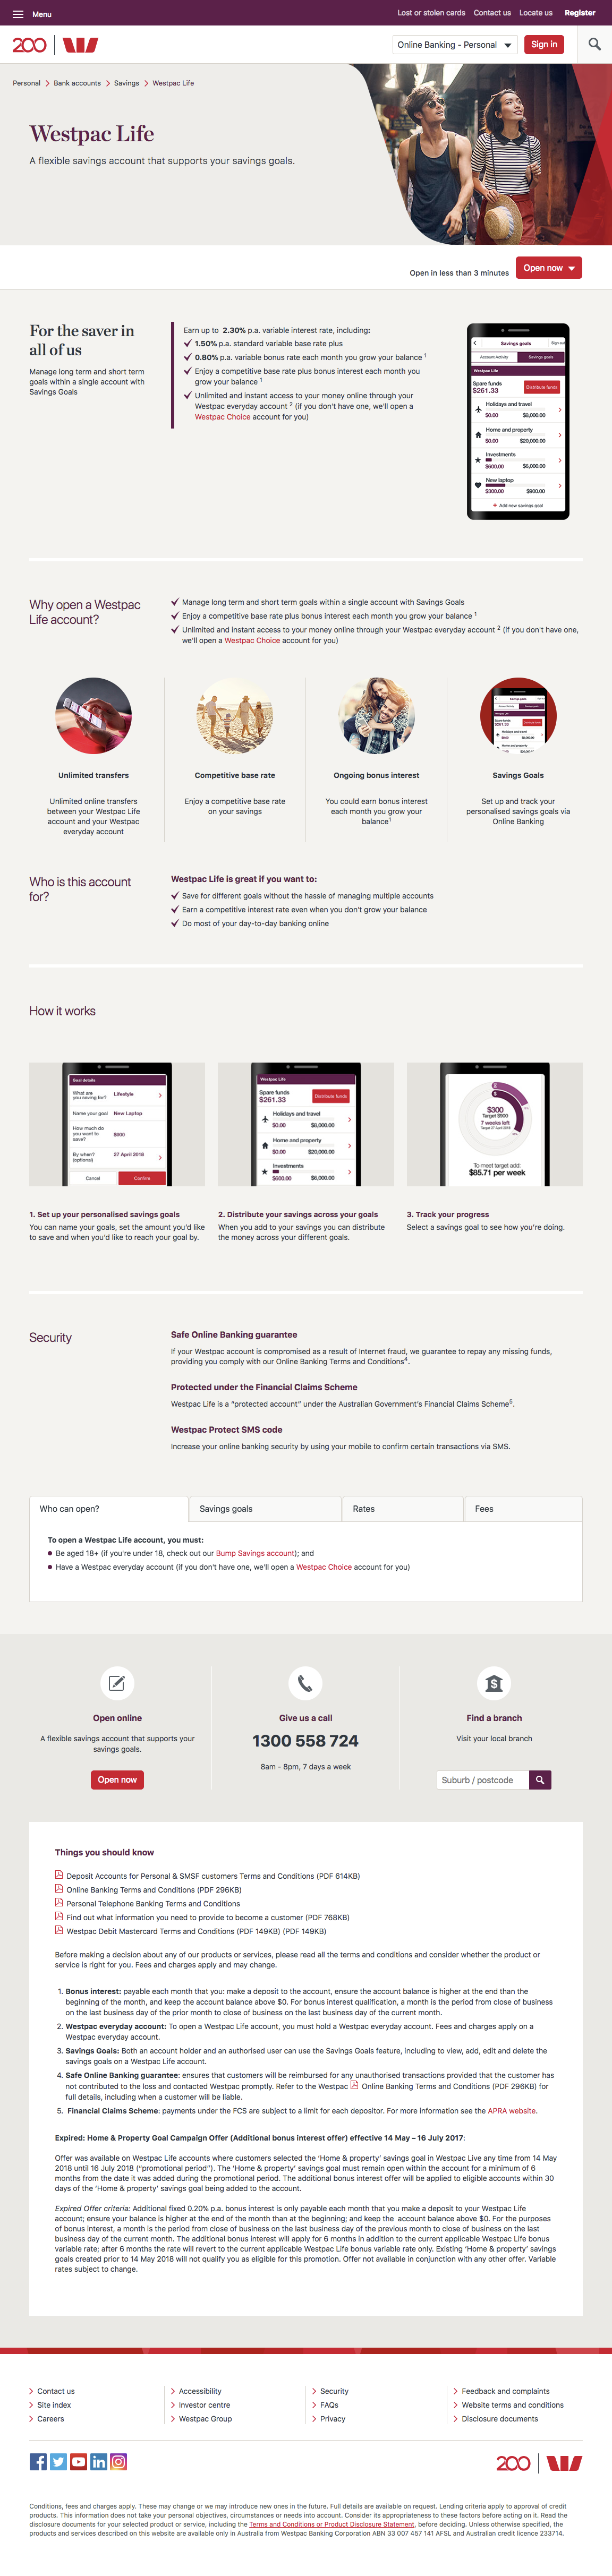 Menu
Lost or stolen cards Contact us Locate us Register
200
Online Banking - Personal Sign in
Personal Bank accounts Savings Westpac Life
Westpac Life
A flexible savings account that supports your savings goals.
Open in less than 3 minutes Open now
For the saver in
all of us
Manage long term and short term
goals within a single account with
Savings Goals
Earn up to 2.30% p.a. variable interest rate, including:
1.50% p.a. standard variable base rate plus
0.80% p.a. variable bonus rate each month you grow your balance 1
Enjoy a competitive base rate plus bonus interest each month you
grow your balance 1
Unlimited and instant access to your money online through your
Westpac everyday account 2 (if you don't have one, we'll open a
Westpac Choice account for you)
Savings goals Sign out
Account Activity Savings goals
Westpac Life
Spare funds
$261.33 Distribute funds
Holidays and travel
$0.00 $8,000.00
Home and property
$0.00 $20,000.00
Investments
$600.00 $6,000.00
New laptop
$300.00 $900.00
+ Add new savings goal
Why open a Westpac
Life account?
Manage long term and short term goals within a single account with Savings Goals
Enjoy a competitive base rate plus bonus interest each month you grow your balance 1
Unlimited and instant access to your money online through your Westpac everyday account 2 (if you don't have one,
we'll open a Westpac Choice account for you)
Unlimited transfers
Unlimited online transfers
between your Westpac Life
account and your Westpac
everyday account
Competitive base rate
Enjoy a competitive base rate
on your savings
Ongoing bonus interest
You could earn bonus interest
each month you grow your
balance1
Savings Goals
Set up and track your
personalised savings goals via
Online Banking
Who is this account
for?
Westpac Life is great if you want to:
Save for different goals without the hassle of managing multiple accounts
Earn a competitive interest rate even when you don't grow your balance
Do most of your day-to-day banking online
How it works
Goal details
What are
you saving for? Lifestyle
Name your goal New Laptop
How much do
you want to
save? $900
By when?
(optional) 27 April 2018
Cancel Confirm
Westpac Life
Spare funds
$261.33 Distribute funds
Holidays and travel
$0.00 $8,000.00
Home and property
$0.00 $20,000.00
Investments
$600.00 $6,000.00
$300
Target $900
7 weeks left
Target 27 April 2018
To meet target add:
$85.71 per week
1. Set up your personalised savings goals
You can name your goals, set the amount you'd like
to save and when you'd like to reach your goal by.
2. Distribute your savings across your goals
When you add to your savings you can distribute
the money across your different goals.
3. Track your progress
Select a savings goal to see how you're doing.
Security
Safe Online Banking guarantee
If your Westpac account is compromised as a result of Internet fraud, we guarantee to repay any missing funds,
providing you comply with our Online Banking Terms and Conditions4.
Protected under the Financial Claims Scheme
Westpac Life is a "protected account" under the Australian Government's Financial Claims Scheme5.
Westpac Protect SMS code
Increase your online banking security by using your mobile to confirm certain transactions via SMS.
Who can open? Savings goals Rates Fees
To open a Westpac Life account, you must:
Be aged 18+ (if you're under 18, check out our Bump Savings account); and
Have a Westpac everyday account (if you don't have one, we'll open a Westpac Choice account for you)
Open online
A flexible savings account that supports your
savings goals.
Open now
Give us a call
1300 558 724
8am - 8pm, 7 days a week
Find a branch
Visit your local branch
Suburb / postcode
Things you should know
Deposit Accounts for Personal & SMSF customers Terms and Conditions (PDF 614KB)
Online Banking Terms and Conditions (PDF 296KB)
Personal Telephone Banking Terms and Conditions
Find out what information you need to provide to become a customer (PDF 768KB)
Westpac Debit Mastercard Terms and Conditions (PDF 149KB) (PDF 149KB)
Before making a decision about any of our products or services, please read all the terms and conditions and consider whether the product or
service is right for you. Fees and charges apply and may change.
1. Bonus interest: payable each month that you: make a deposit to the account, ensure the account balance is higher at the end than the
beginning of the month, and keep the account balance above $0. For bonus interest qualification, a month is the period from close of business
on the last business day of the prior month to close of business on the last business day of the current month.
2. Westpac everyday account: To open a Westpac Life account, you must hold a Westpac everyday account. Fees and charges apply on a
Westpac everyday account.
3. Savings Goals: Both an account holder and an authorised user can use the Savings Goals feature, including to view, add, edit and delete the
savings goals on a Westpac Life account.
4. Safe Online Banking guarantee: ensures that customers will be reimbursed for any unauthorised transactions provided that the customer has
not contributed to the loss and contacted Westpac promptly. Refer to the Westpac Online Banking Terms and Conditions (PDF 296KB) for
full details, including when a customer will be liable.
5. Financial Claims Scheme: payments under the FCS are subject to a limit for each depositor. For more information see the APRA website.
Expired: Home & Property Goal Campaign Offer (Additional bonus interest offer) effective 14 May – 16 July 2017:
Offer was available on Westpac Life accounts where customers selected the 'Home & property' savings goal in Westpac Live any time from 14 May
2018 until 16 July 2018 ("promotional period"). The 'Home & property' savings goal must remain open within the account for a minimum of 6
months from the date it was added during the promotional period. The additional bonus interest offer will be applied to eligible accounts within 30
days of the 'Home & property' savings goal being added to the account.
Expired Offer criteria: Additional fixed 0.20% p.a. bonus interest is only payable each month that you make a deposit to your Westpac Life
account; ensure your balance is higher at the end of the month than at the beginning; and keep the account balance above $0. For the purposes
of bonus interest, a month is the period from close of business on the last business day of the previous month to close of business on the last
business day of the current month. The additional bonus interest will apply for 6 months in addition to the current applicable Westpac Life bonus
variable rate; after 6 months the rate will revert to the current applicable Westpac Life bonus variable rate only. Existing 'Home & property' savings
goals created prior to 14 May 2018 will not qualify you as eligible for this promotion. Offer not available in conjunction with any other offer. Variable
rates subject to change.
Contact us Accessibility Security Feedback and complaints
Site index Investor centre FAQs Website terms and conditions
Careers Westpac Group Privacy Disclosure documents
200
Conditions, fees and charges apply. These may change or we may introduce new ones in the future. Full details are available on request. Lending criteria apply to approval of credit
products. This information does not take your personal objectives, circumstances or needs into account. Consider its appropriateness to these factors before acting on it. Read the
disclosure documents for your selected product or service, including the Terms and Conditions or Product Disclosure Statement, before deciding. Unless otherwise specified, the
products and services described on this website are available only in Australia from Westpac Banking Corporation ABN 33 007 457 141 AFSL and Australian credit licence 233714.